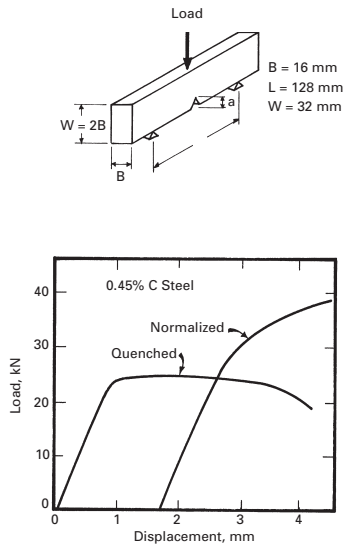 Load
B = 16 mm
L = 128 mm
W = 32 mm
W = 2B
a
B
0.45% C Steel
Normalized
Quenched
Load, kN
40
30
20
10
0
0 1 2 3 4
Displacement, mm